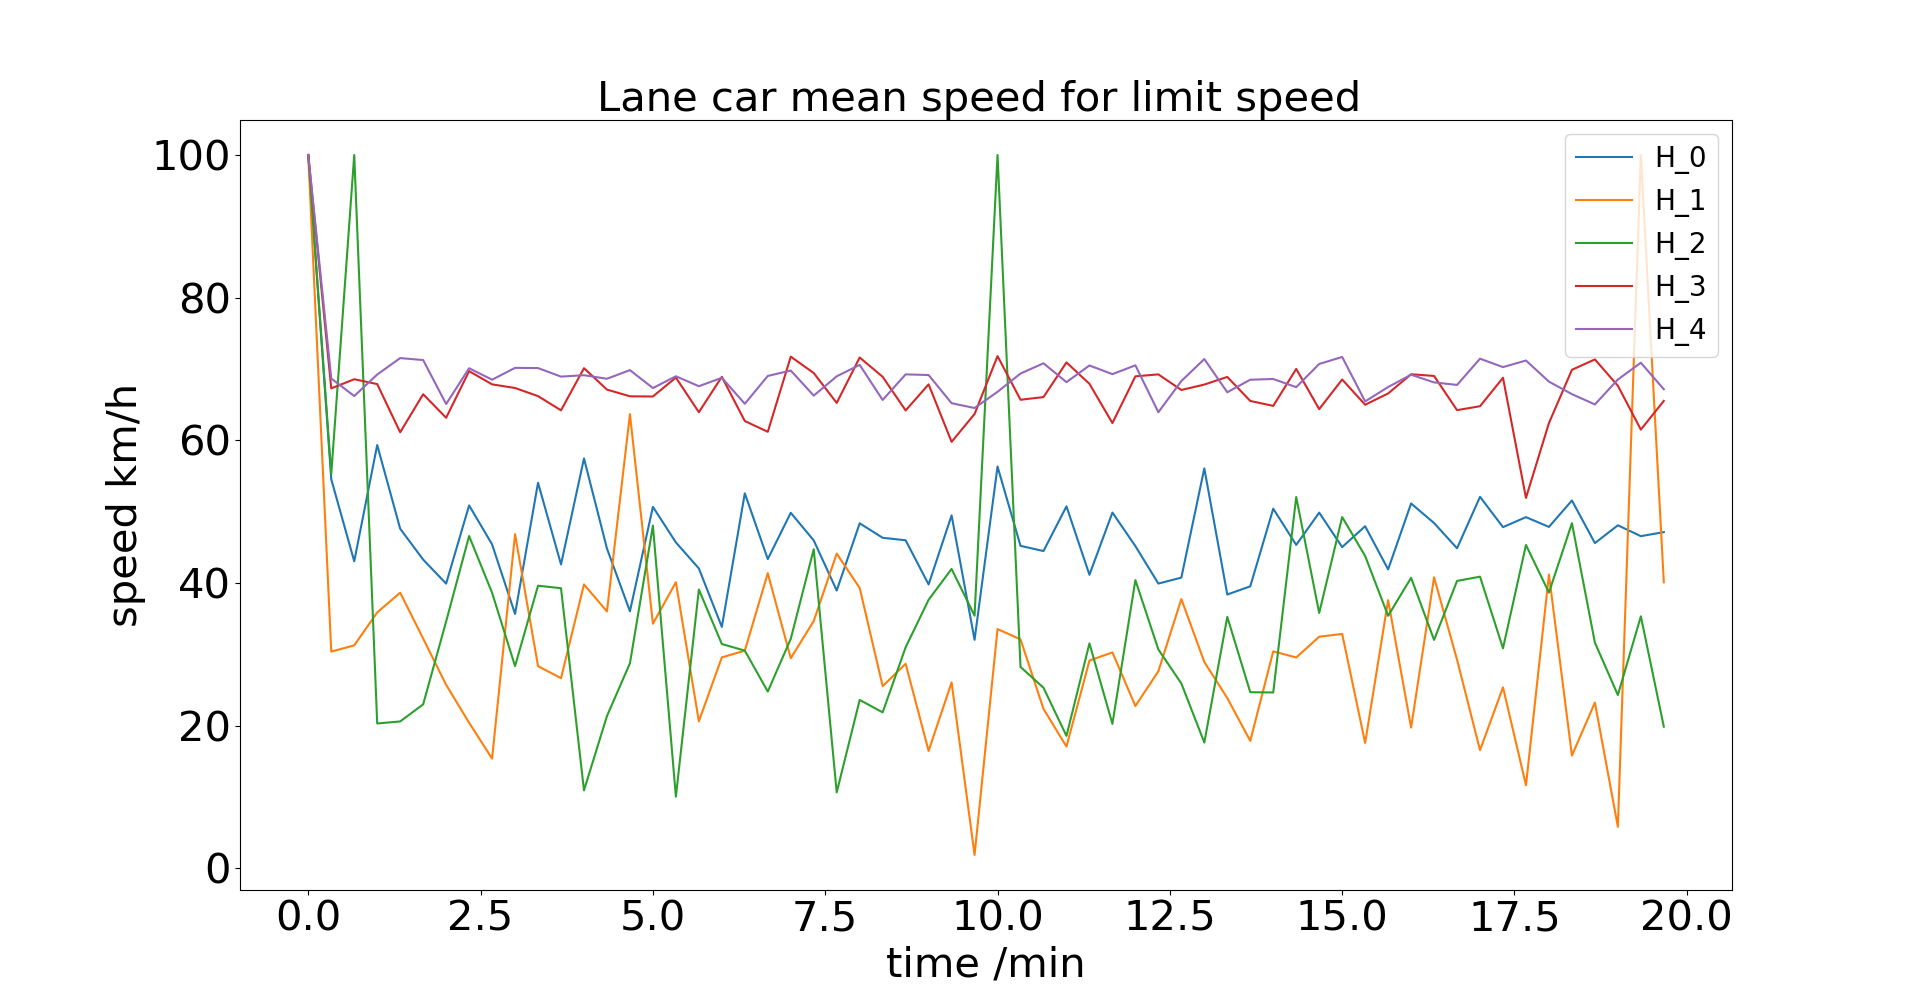 Lane car mean speed for limit speed
speed km/h
100
80
60
40
20
0
0.0 2.5 5.0 7.5 10.0 12.5 15.0 17.5 20.0
time /min
H_0
H_1
H_2
H_3
H_4